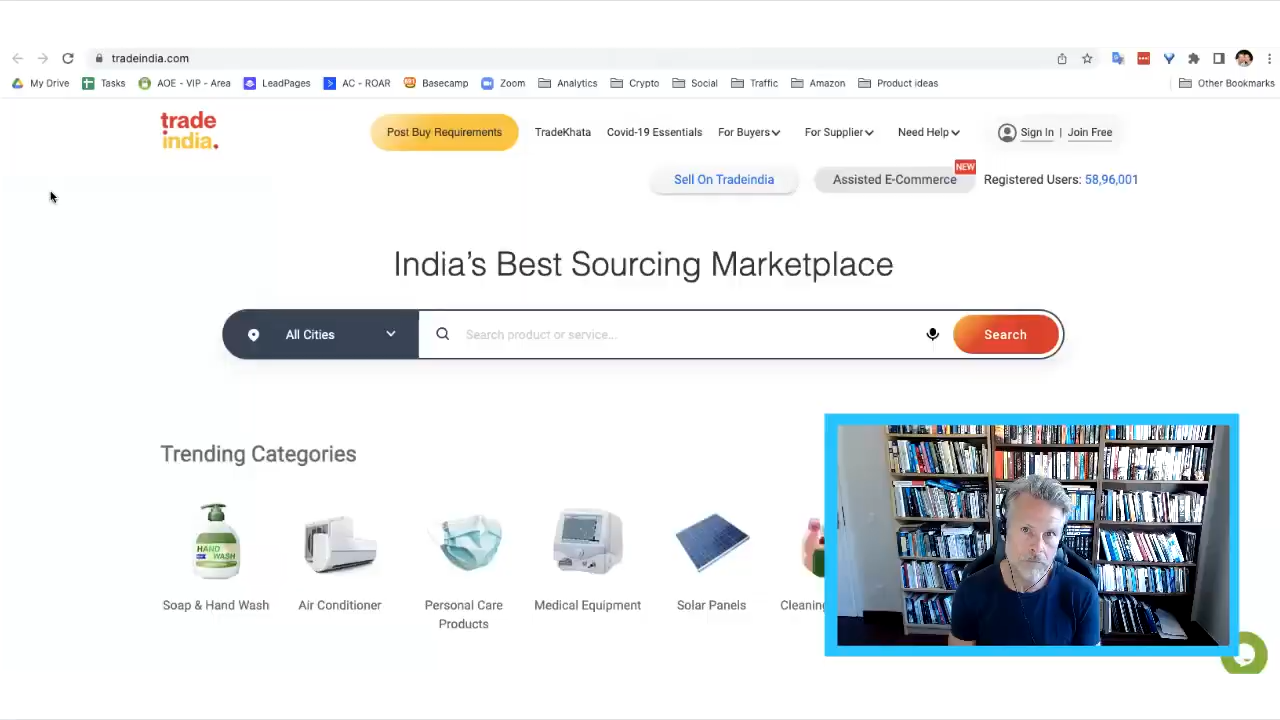 tradeindia.com
My Drive Tasks AOE - VIP - Area LeadPages AC - ROAR Basecamp Zoom Analytics Crypto Social Traffic Amazon Product ideas Other Bookmarks
trade
india.
Post Buy Requirements TradeKhata Covid-19 Essentials For Buyers For Supplier Need Help Sign In | Join Free
NEW
Sell On Tradeindia Assisted E-Commerce Registered Users: 58,96,001
India's Best Sourcing Marketplace
All Cities Search product or service... Search
Trending Categories
HAND
WASH
Soap & Hand Wash Air Conditioner Personal Care Medical Equipment Solar Panels Cleaning
Products